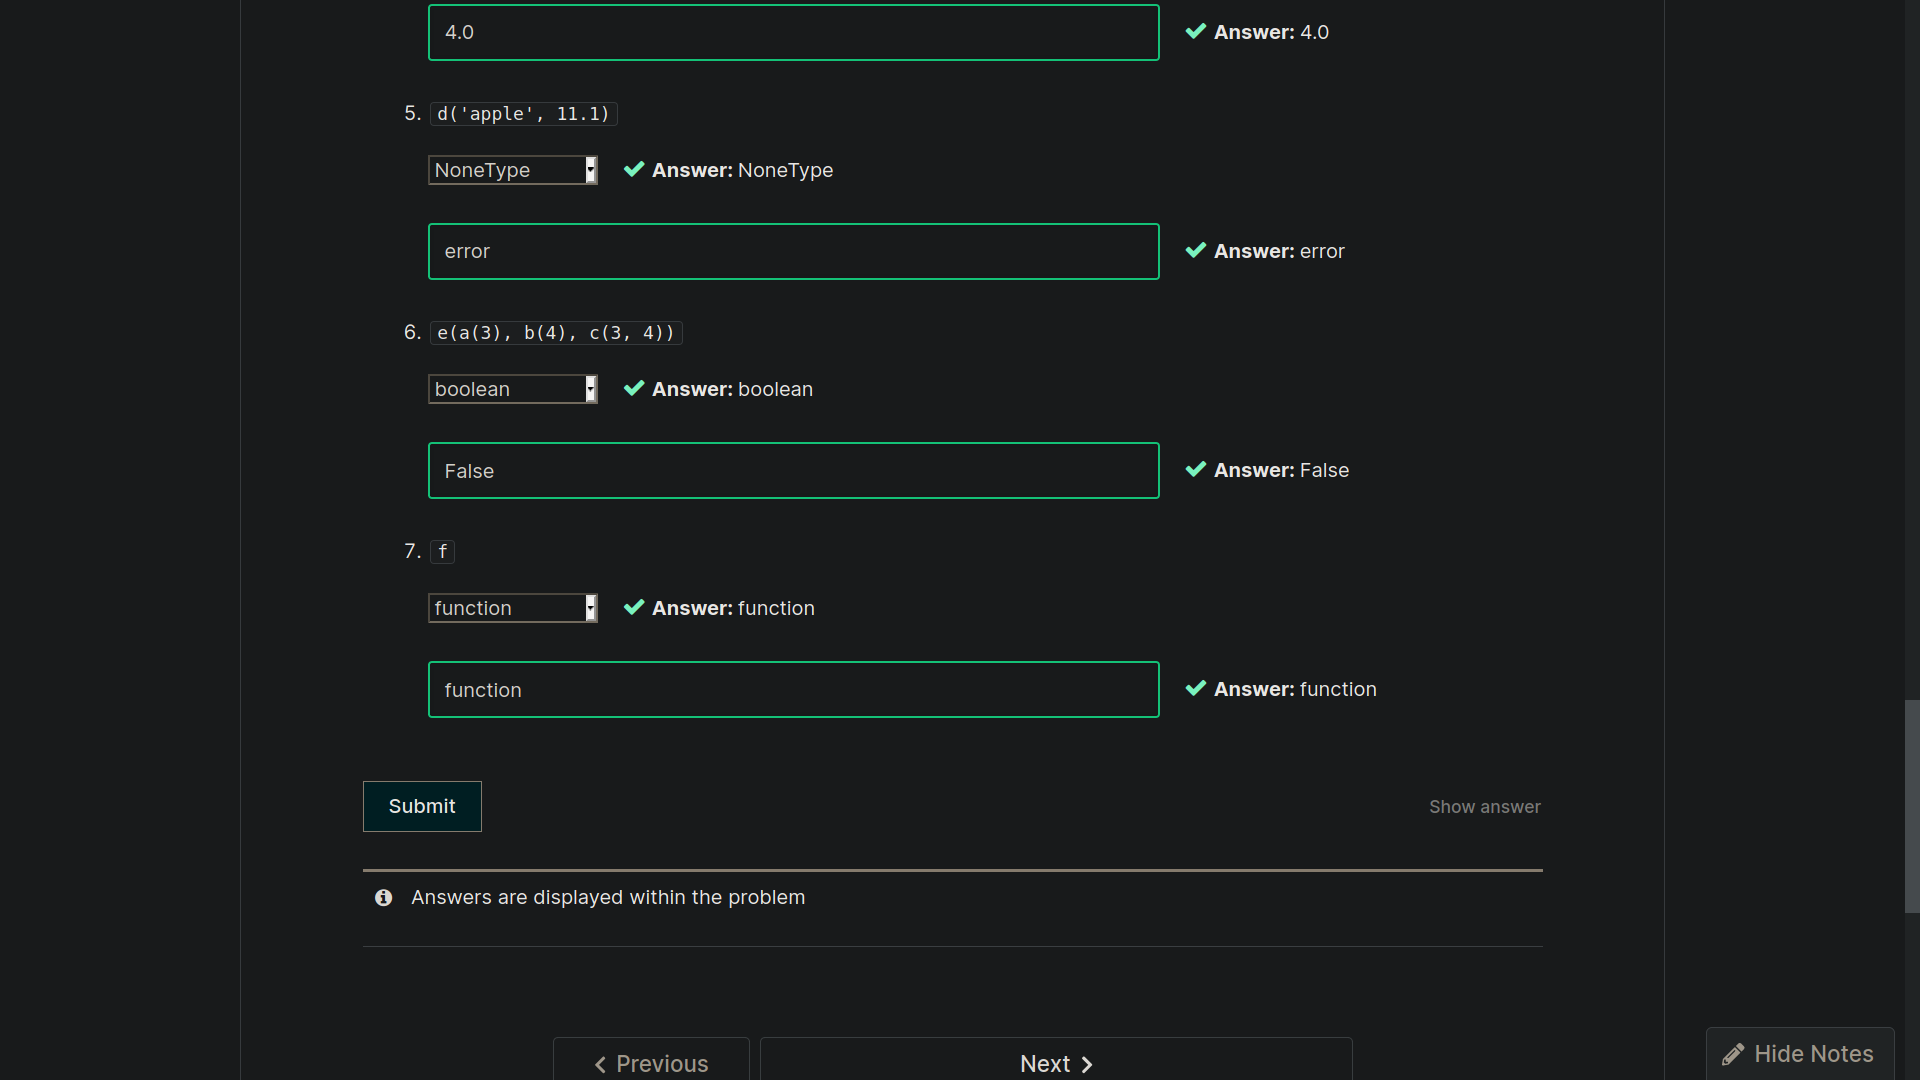 4.0
Answer: 4.0
5. d('apple', 11.1)
NoneType
Answer: NoneType
error
Answer: error
6. e(a(3), b(4), c(3, 4))
boolean
Answer: boolean
False
Answer: False
7. f
function
Answer: function
function
Answer: function
Submit
Show answer
Answers are displayed within the problem
Previous
Next
Hide Notes